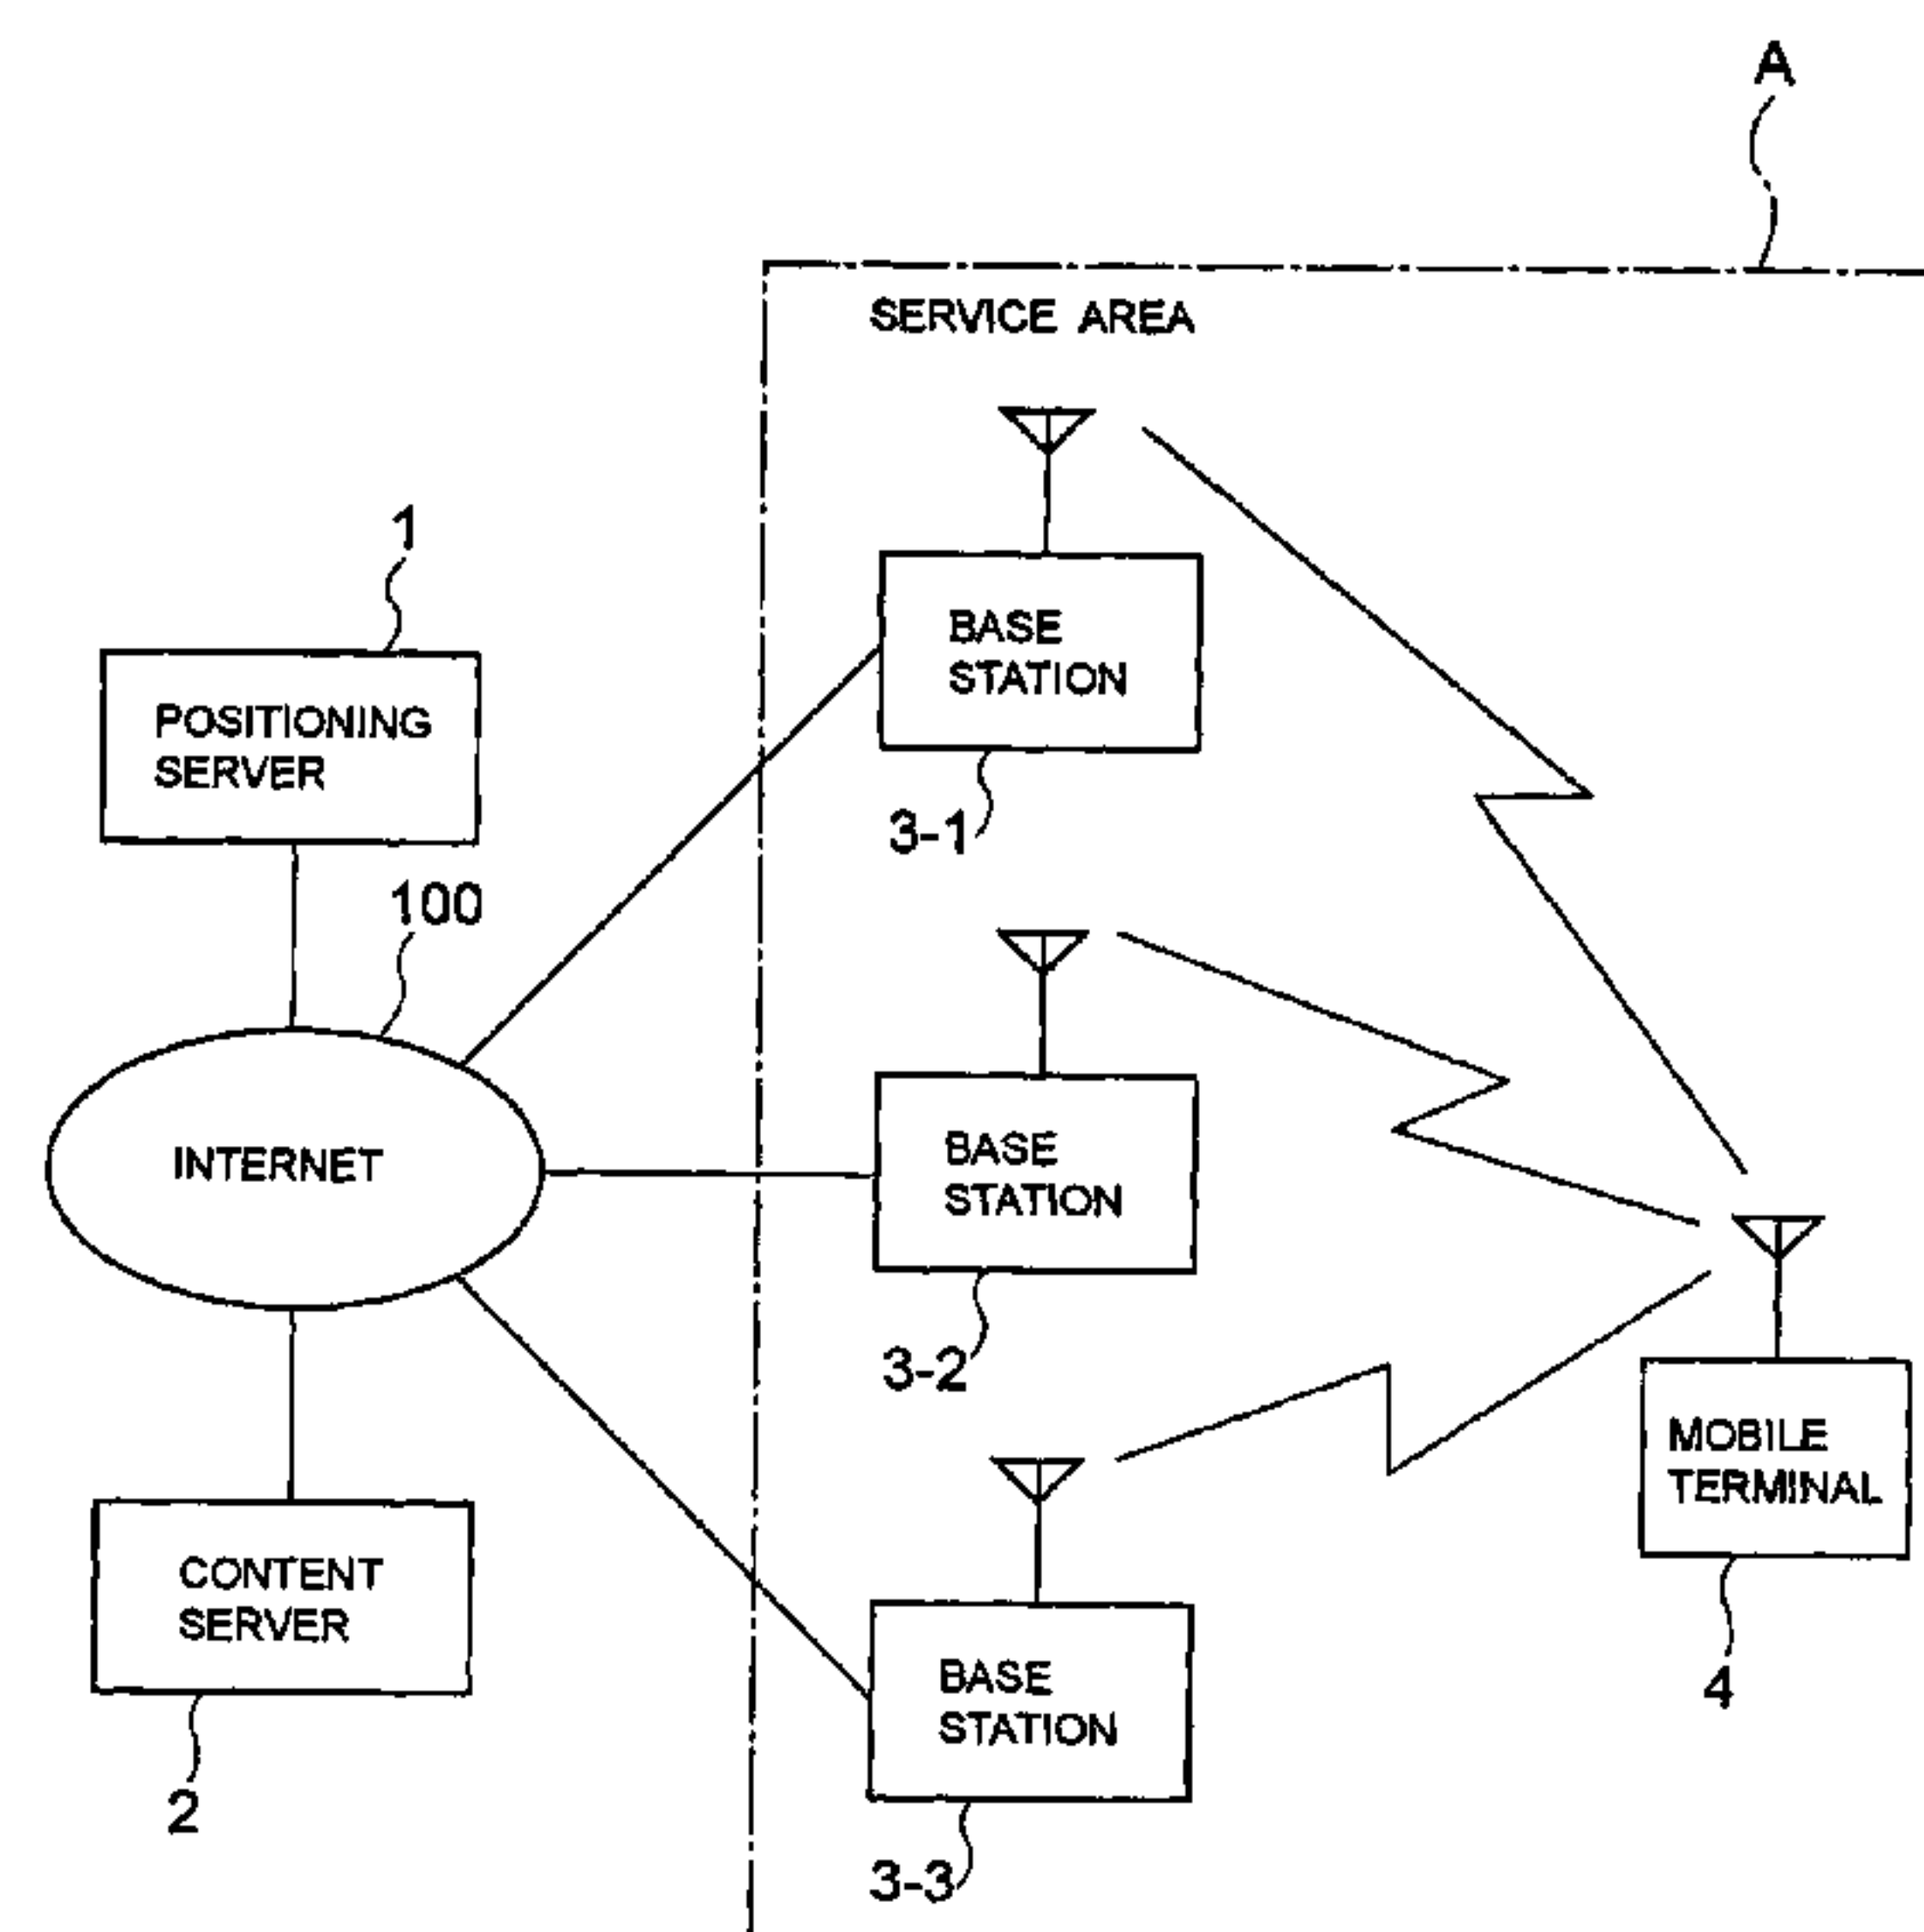 A
SERVICE AREA
1
BASE
STATION
POSITIONING
SERVER
3-1
100
BASE
STATION
INTERNET
3-2
MOBILE
TERMINAL
CONTENT
SERVER
BASE
STATION
4
2
3-3